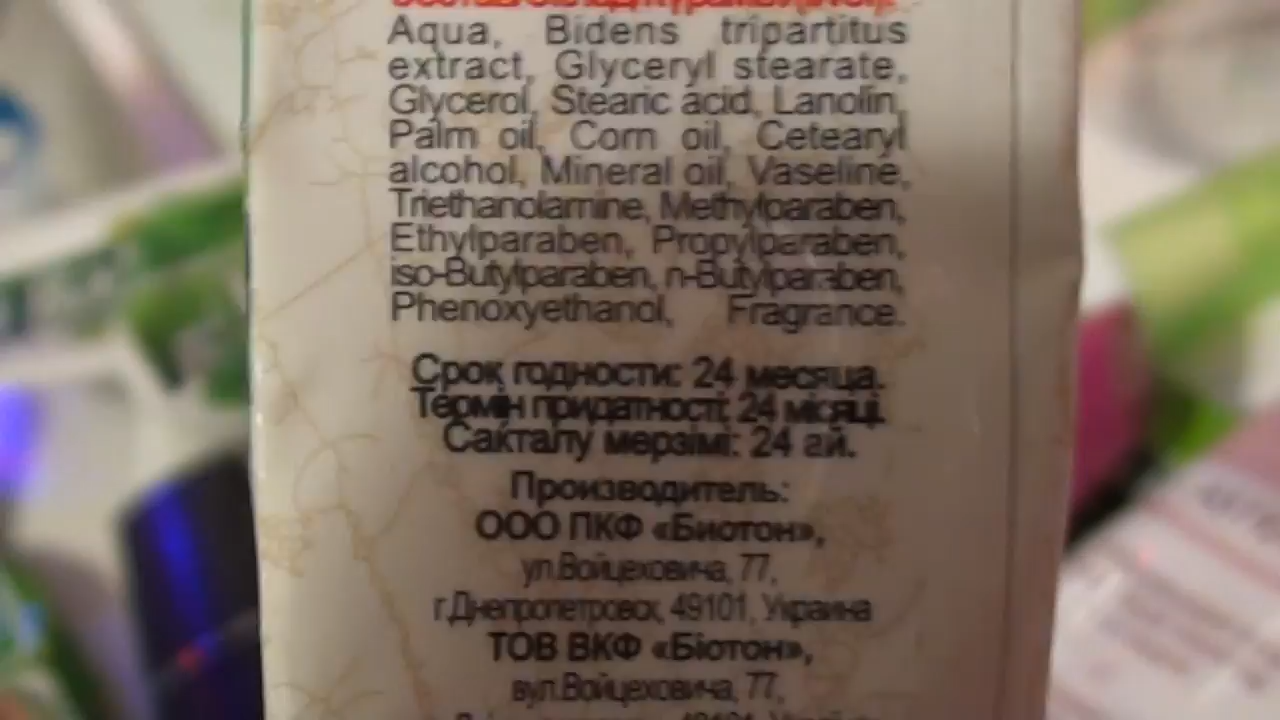 Aqua, Bidens tripartitus
extract, Glyceryl stearate,
Glycerol, Stearic acid, Lanolin,
Palm oil, Corn oil, Cetearyl
alcohol, Mineral oil, Vaseline,
Triethanolamine, Methylparaben,
Ethylparaben, Propylparaben,
iso-Butylparaben, n-Butylparaben,
Phenoxyethanol, Fragrance.
Срок годности: 24 месяца.
Термін придатності: 24 місяці.
Сақталу мерзімі: 24 ай.
Производитель:
ООО ПКФ «Биотон»,
ул.Войцеховича, 77,
г.Днепропетровск, 49101, Украина
ТОВ ВКФ «Біотон»,
вул.Войцеховича, 77,